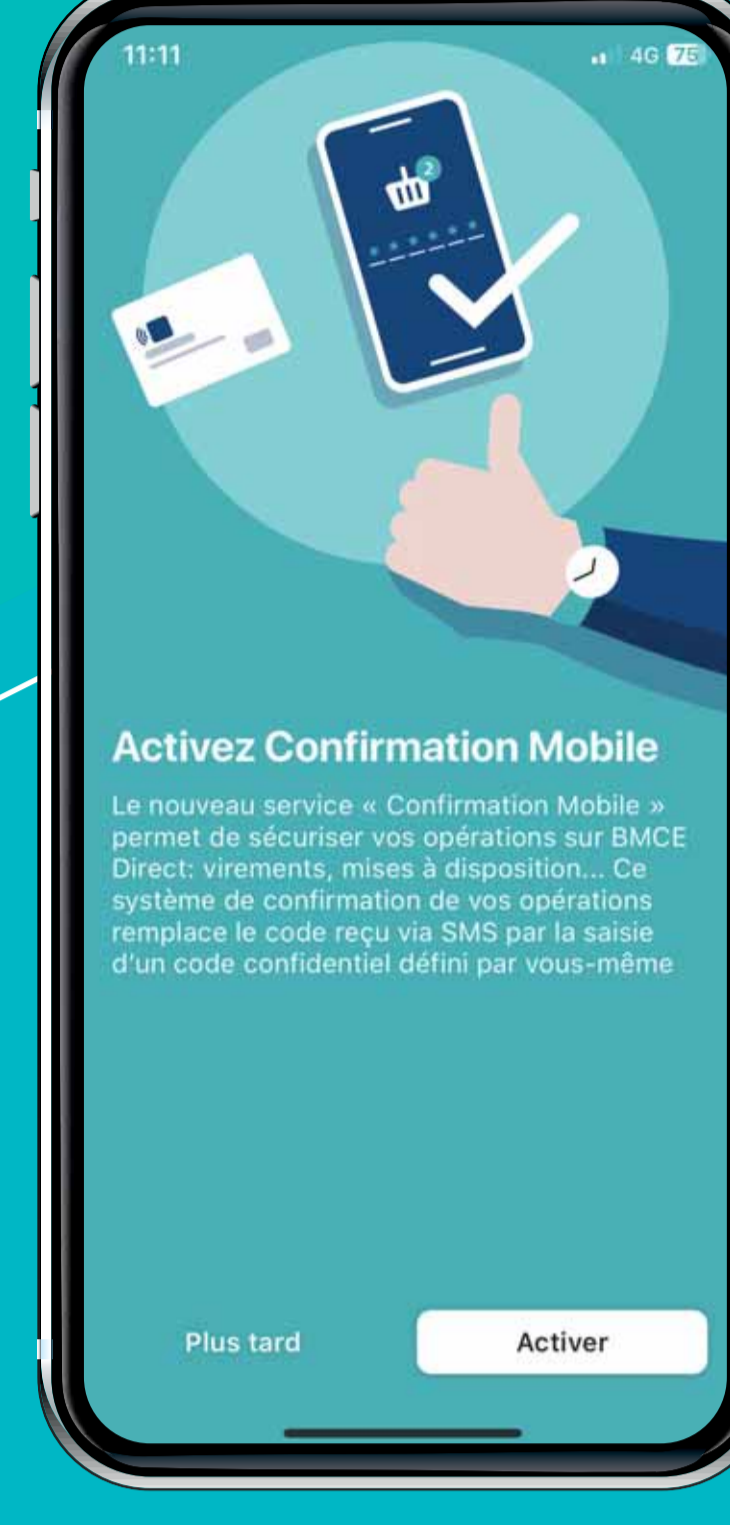 11:11
4G 75
2
Activez Confirmation Mobile
Le nouveau service « Confirmation Mobile »
permet de sécuriser vos opérations sur BMCE
Direct: virements, mises à disposition... Ce
système de confirmation de vos opérations
remplace le code reçu via SMS par la saisie
d'un code confidentiel défini par vous-même
Plus tard
Activer